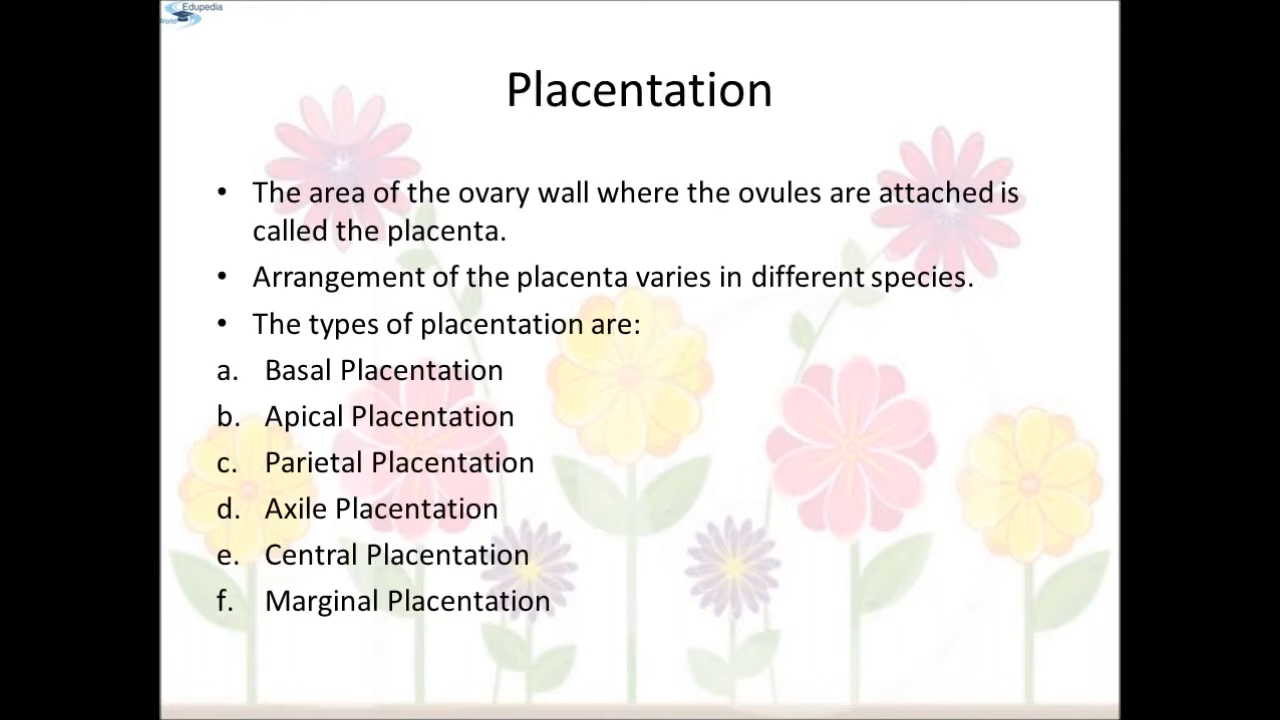 Edupedia
World
Placentation
• The area of the ovary wall where the ovules are attached is
called the placenta.
• Arrangement of the placenta varies in different species.
• The types of placentation are:
a. Basal Placentation
b. Apical Placentation
c. Parietal Placentation
d. Axile Placentation
e. Central Placentation
f. Marginal Placentation